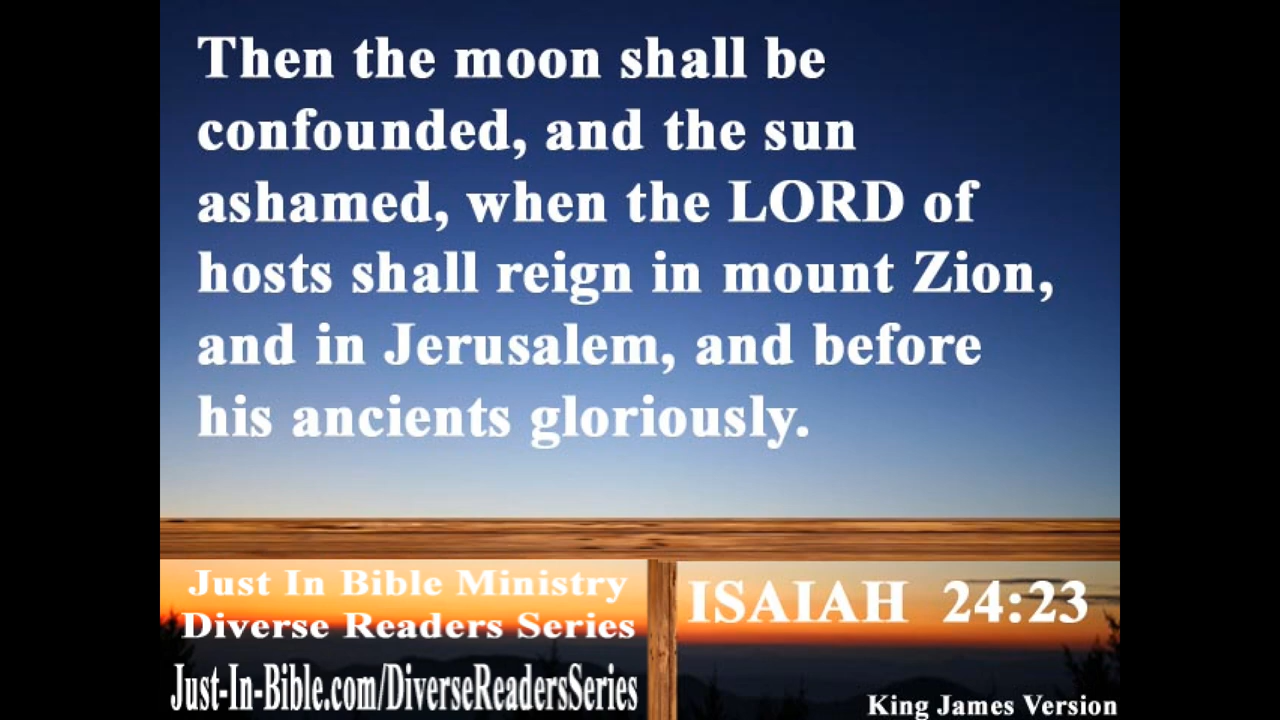 Then the moon shall be
confounded, and the sun
ashamed, when the LORD of
hosts shall reign in mount Zion,
and in Jerusalem, and before
his ancients gloriously.
Just In Bible Ministry
Diverse Readers Series
Just-In-Bible.com/DiverseReadersSeries
ISAIAH 24:23
King James Version